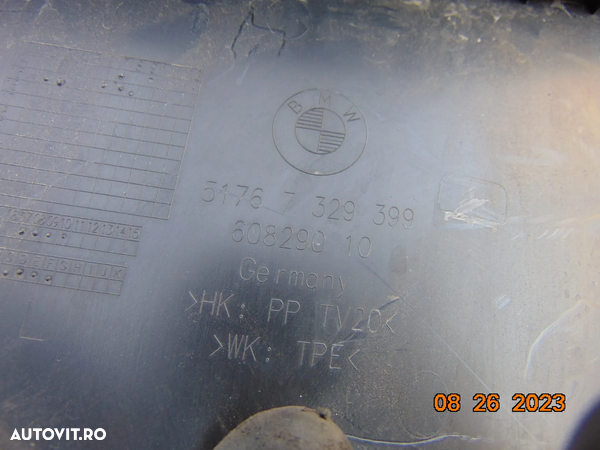 BMW
5176 7 329 399
608290 10
Germany
>HK: PP TV20<
>WK: TPE<
08 26 2023
AUTOVIT.RO